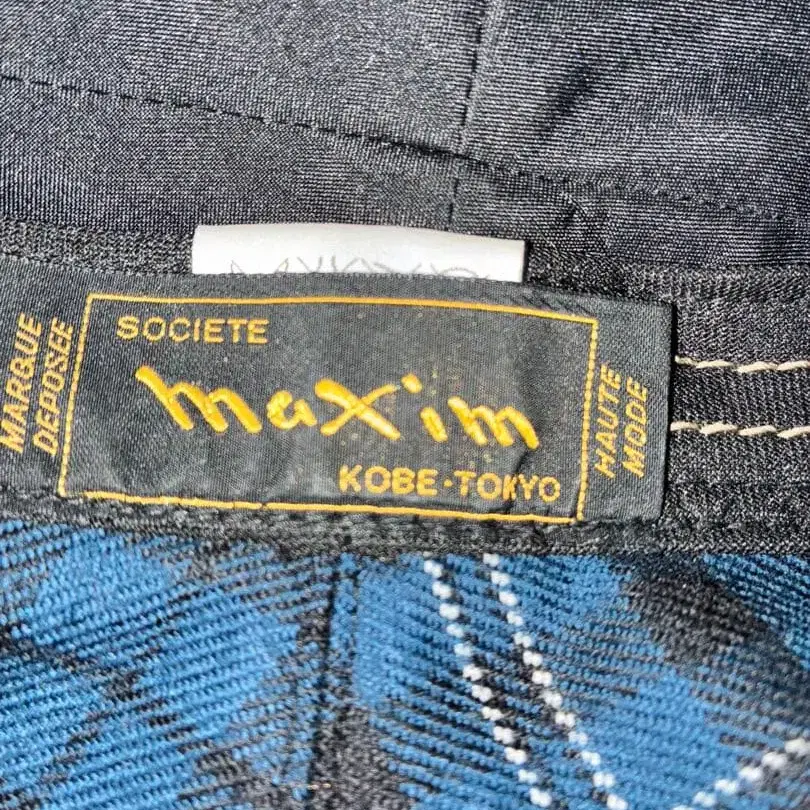 MARQUE
DEPOSEE
SOCIETE
maxim
KOBE·TOKYO
HAUTE
MODE